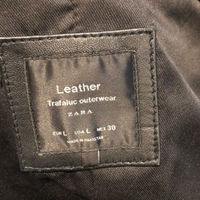 Leather
Trafaluc outerwear
ZARA
EUR L USA L MEX 30
MADE IN PAKISTAN